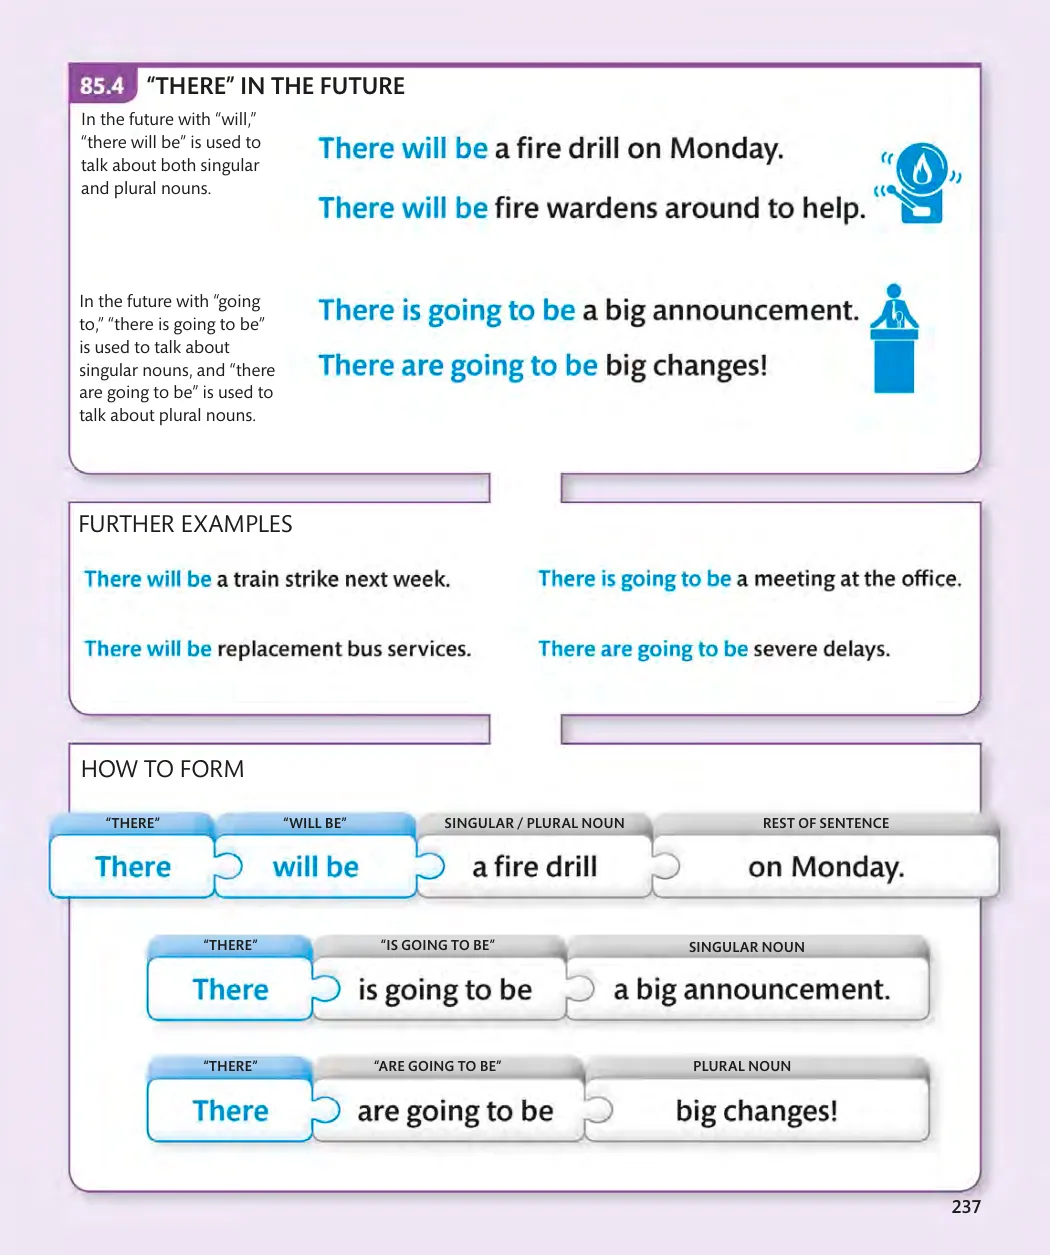 85.4 “THERE” IN THE FUTURE
In the future with “will,”
“there will be” is used to
talk about both singular
and plural nouns.
There will be a fire drill on Monday.
There will be fire wardens around to help.
In the future with “going
to,” “there is going to be”
is used to talk about
singular nouns, and “there
are going to be” is used to
talk about plural nouns.
There is going to be a big announcement.
There are going to be big changes!
FURTHER EXAMPLES
There will be a train strike next week.
There is going to be a meeting at the office.
There will be replacement bus services.
There are going to be severe delays.
HOW TO FORM
“THERE” “WILL BE” SINGULAR / PLURAL NOUN REST OF SENTENCE
There will be a fire drill on Monday.
“THERE” “IS GOING TO BE” SINGULAR NOUN
There is going to be a big announcement.
“THERE” “ARE GOING TO BE” PLURAL NOUN
There are going to be big changes!
237